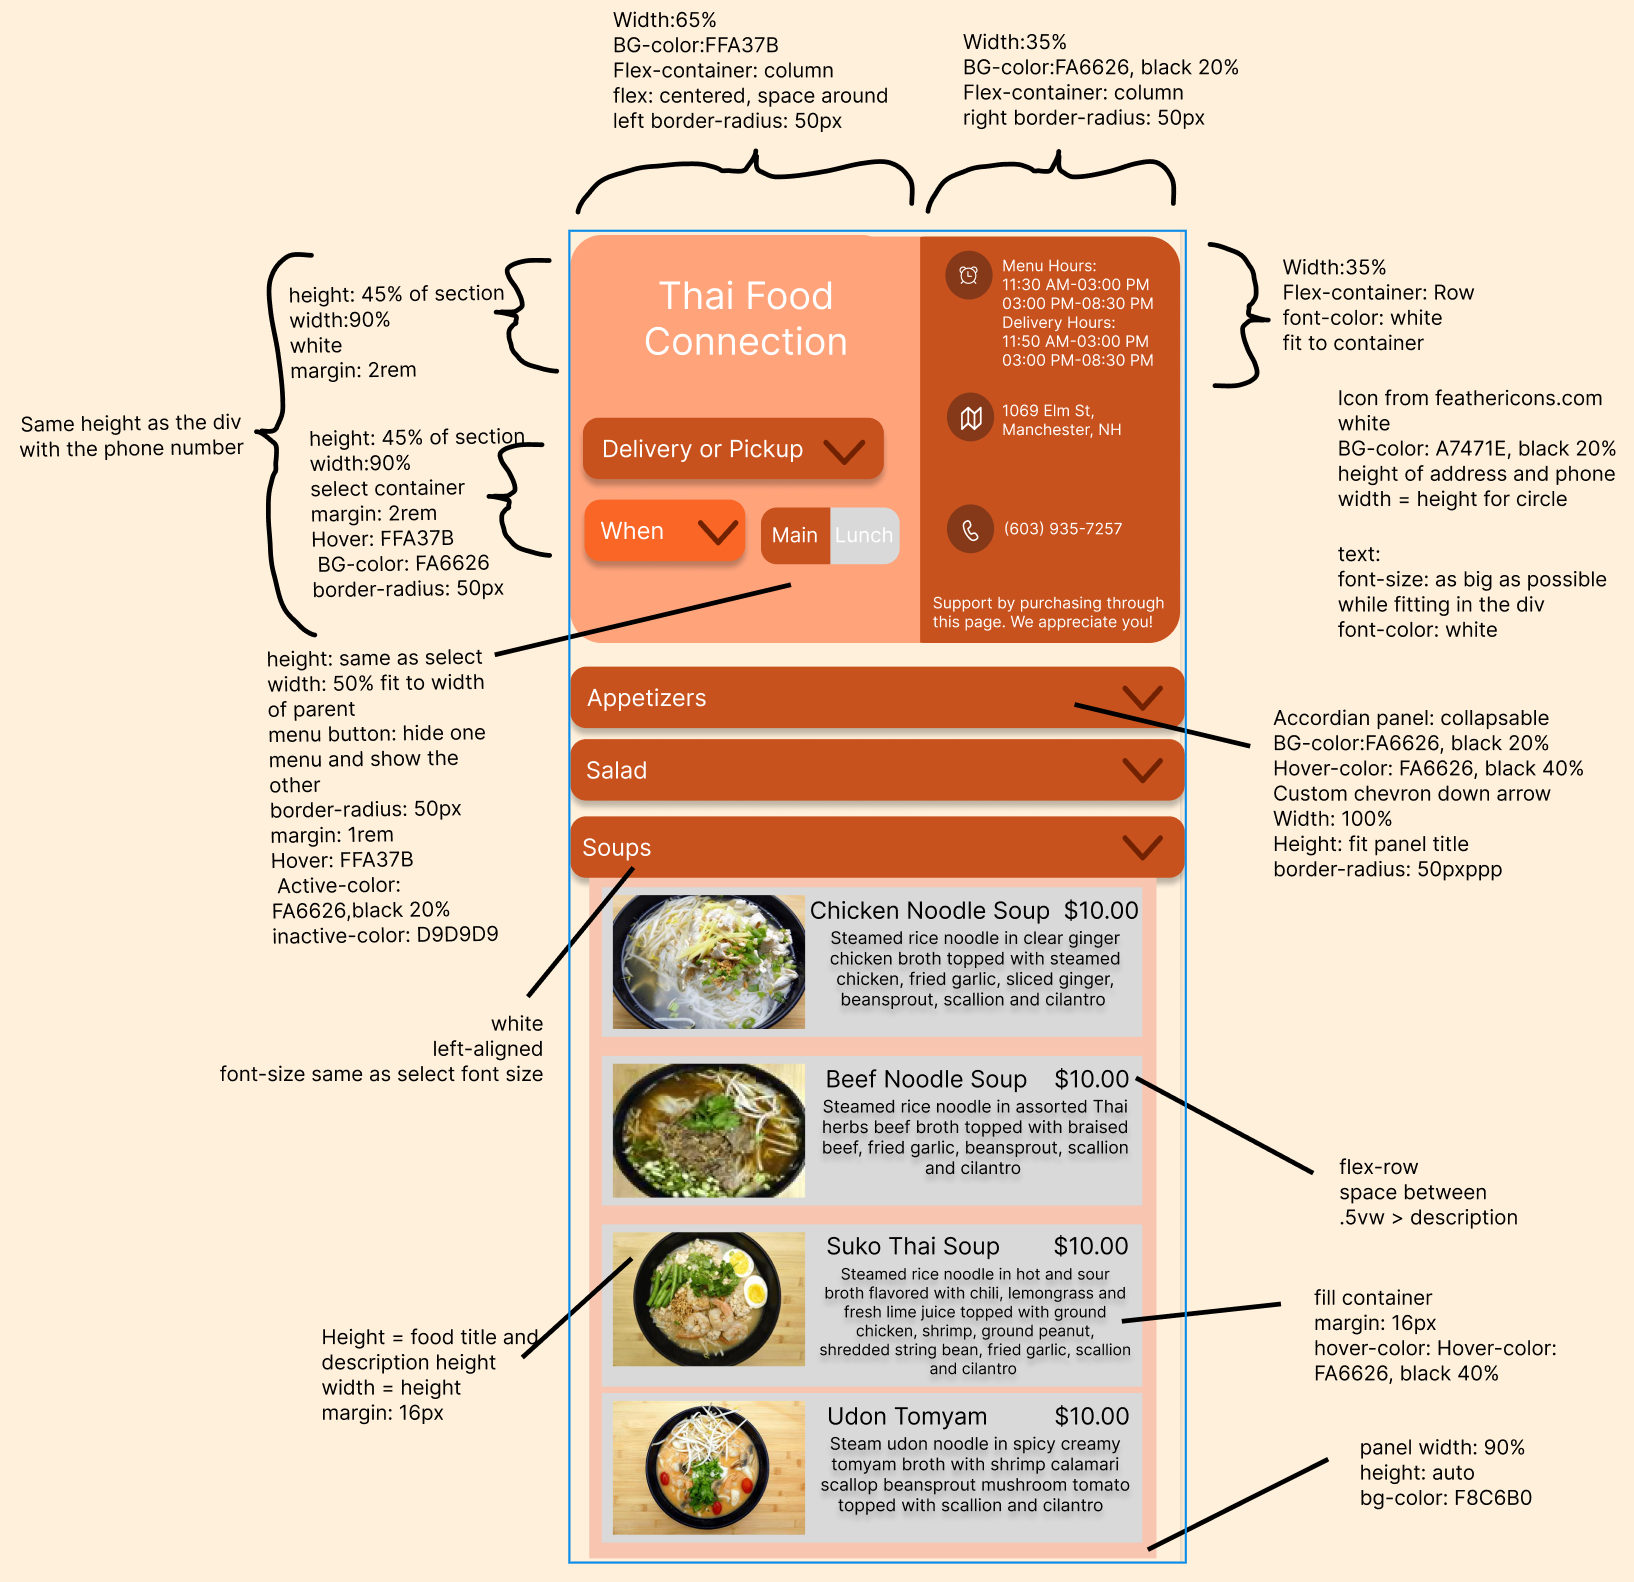 Width:65%
BG-color:FFA37B
Flex-container: column
flex: centered, space around
left border-radius: 50px
Width:35%
BG-color:FA6626, black 20%
Flex-container: column
right border-radius: 50px
Same height as the div
with the phone number
height: 45% of section
width:90%
white
margin: 2rem
height: 45% of section
width:90%
select container
margin: 2rem
Hover: FFA37B
BG-color: FA6626
border-radius: 50px
Thai Food
Connection
Delivery or Pickup
When
Main
Lunch
Menu Hours:
11:30 AM-03:00 PM
03:00 PM-08:30 PM
Delivery Hours:
11:50 AM-03:00 PM
03:00 PM-08:30 PM
1069 Elm St,
Manchester, NH
(603) 935-7257
Support by purchasing through
this page. We appreciate you!
Width:35%
Flex-container: Row
font-color: white
fit to container
Icon from feathericons.com
white
BG-color: A7471E, black 20%
height of address and phone
width = height for circle
text:
font-size: as big as possible
while fitting in the div
font-color: white
height: same as select
width: 50% fit to width
of parent
menu button: hide one
menu and show the
other
border-radius: 50px
margin: 1rem
Hover: FFA37B
Active-color:
FA6626,black 20%
inactive-color: D9D9D9
Appetizers
Salad
Soups
Accordian panel: collapsable
BG-color:FA6626, black 20%
Hover-color: FA6626, black 40%
Custom chevron down arrow
Width: 100%
Height: fit panel title
border-radius: 50pxppp
white
left-aligned
font-size same as select font size
Chicken Noodle Soup $10.00
Steamed rice noodle in clear ginger
chicken broth topped with steamed
chicken, fried garlic, sliced ginger,
beansprout, scallion and cilantro
Beef Noodle Soup $10.00
Steamed rice noodle in assorted Thai
herbs beef broth topped with braised
beef, fried garlic, beansprout, scallion
and cilantro
flex-row
space between
.5vw > description
Suko Thai Soup $10.00
Steamed rice noodle in hot and sour
broth flavored with chili, lemongrass and
fresh lime juice topped with ground
chicken, shrimp, ground peanut,
shredded string bean, fried garlic, scallion
and cilantro
fill container
margin: 16px
hover-color: Hover-color:
FA6626, black 40%
Height = food title and
description height
width = height
margin: 16px
Udon Tomyam $10.00
Steam udon noodle in spicy creamy
tomyam broth with shrimp calamari
scallop beansprout mushroom tomato
topped with scallion and cilantro
panel width: 90%
height: auto
bg-color: F8C6B0